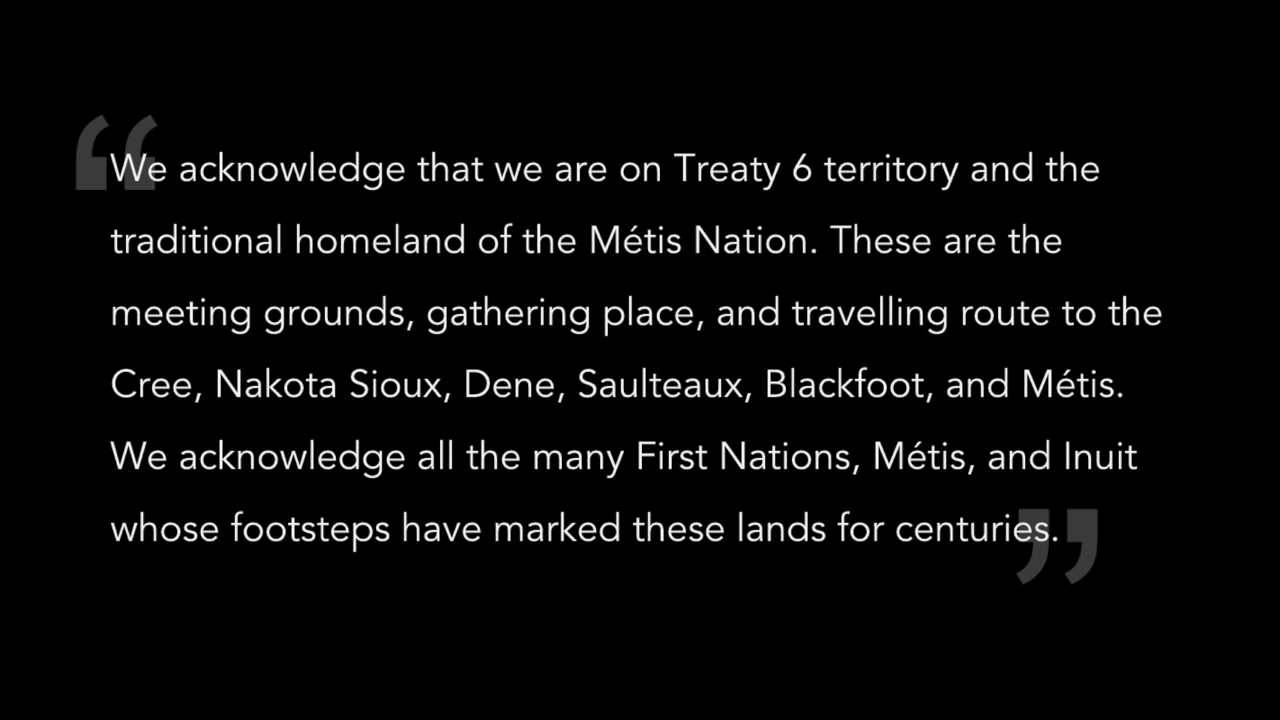 “We acknowledge that we are on Treaty 6 territory and the
traditional homeland of the Métis Nation. These are the
meeting grounds, gathering place, and travelling route to the
Cree, Nakota Sioux, Dene, Saulteaux, Blackfoot, and Métis.
We acknowledge all the many First Nations, Métis, and Inuit
whose footsteps have marked these lands for centuries.”